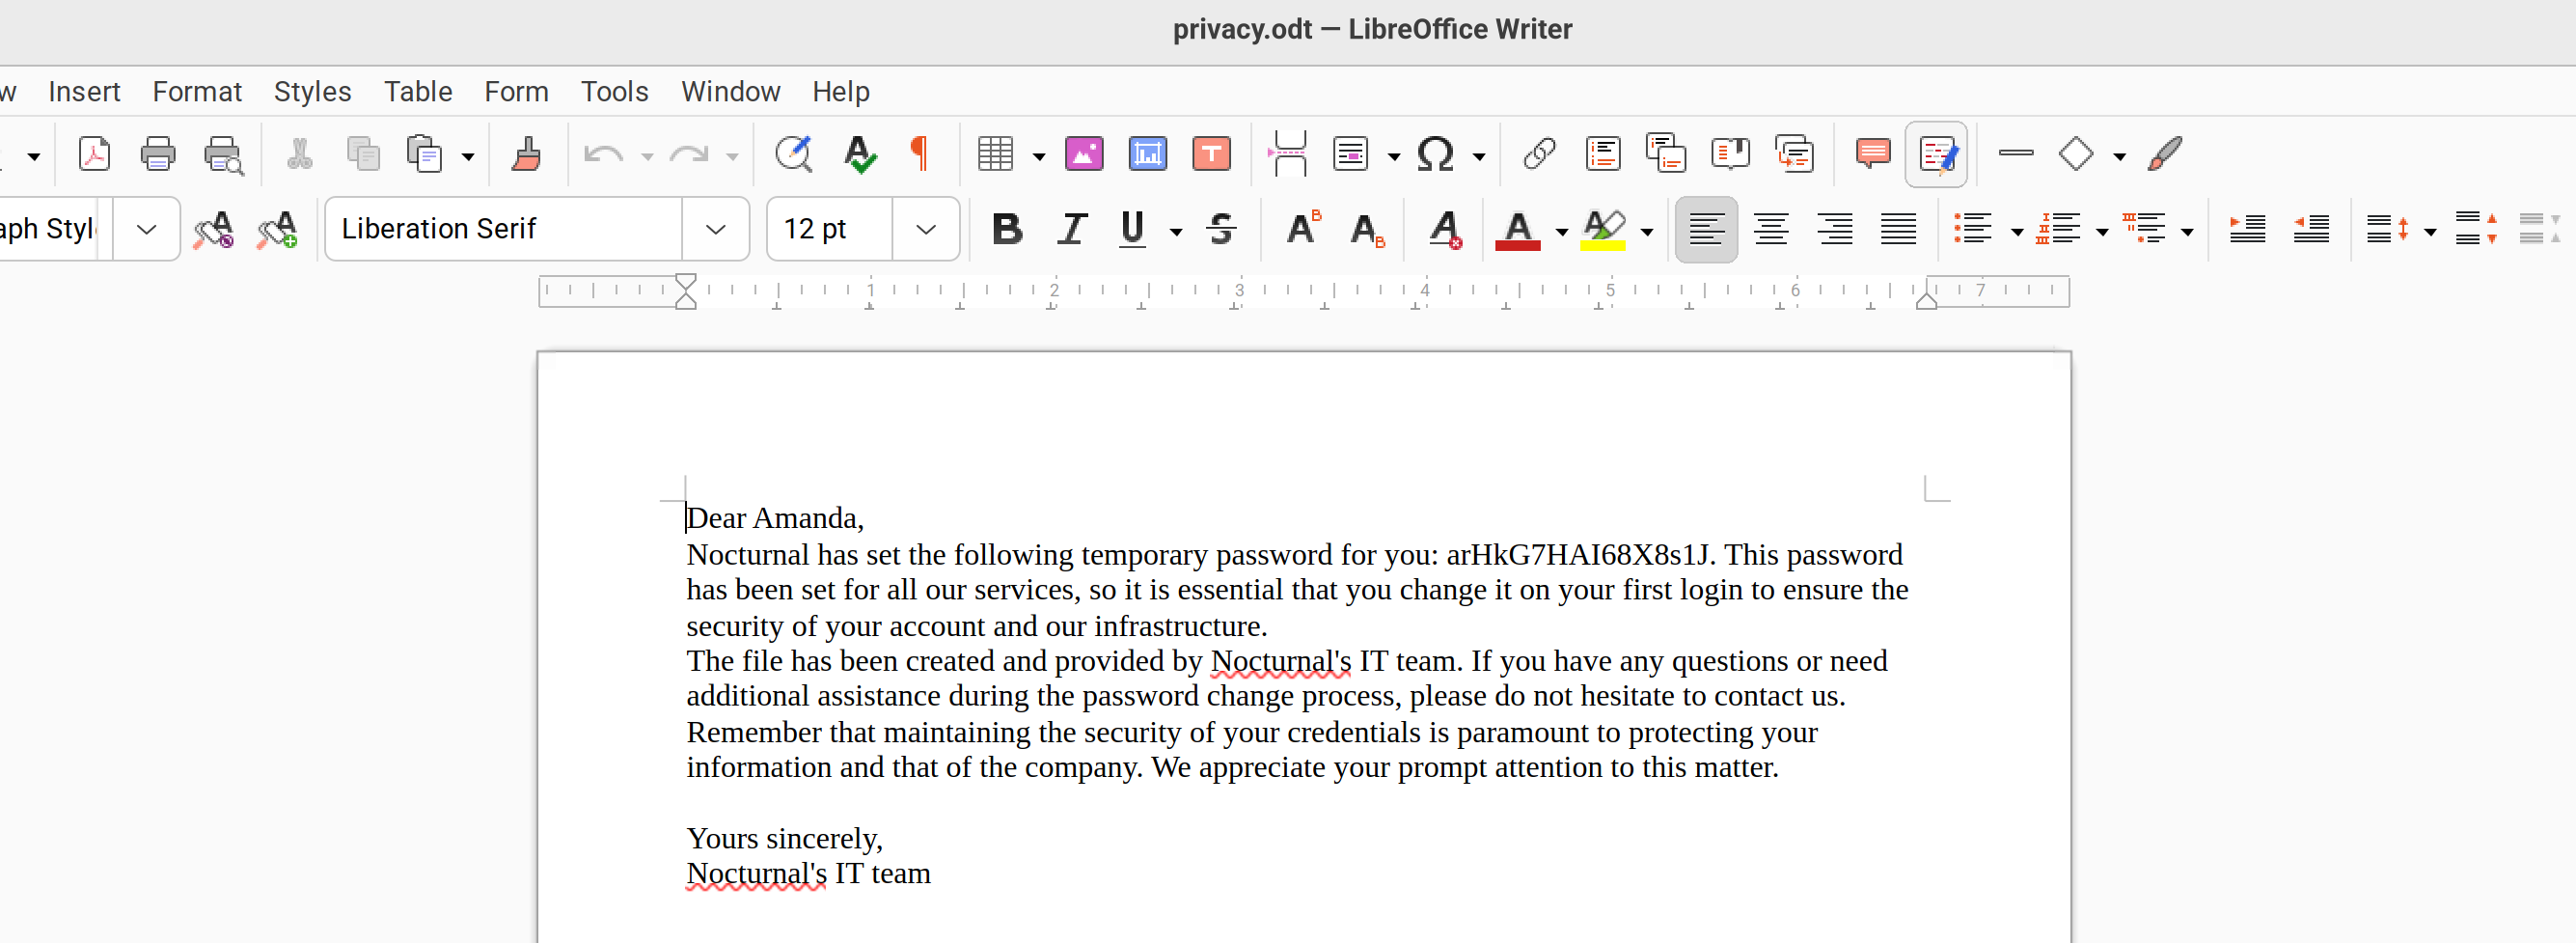 privacy.odt — LibreOffice Writer
w Insert Format Styles Table Form Tools Window Help
aph Styl Liberation Serif 12 pt
1 2 3 4 5 6 7
Dear Amanda,
Nocturnal has set the following temporary password for you: arHkG7HAI68X8s1J. This password
has been set for all our services, so it is essential that you change it on your first login to ensure the
security of your account and our infrastructure.
The file has been created and provided by Nocturnal's IT team. If you have any questions or need
additional assistance during the password change process, please do not hesitate to contact us.
Remember that maintaining the security of your credentials is paramount to protecting your
information and that of the company. We appreciate your prompt attention to this matter.
Yours sincerely,
Nocturnal's IT team